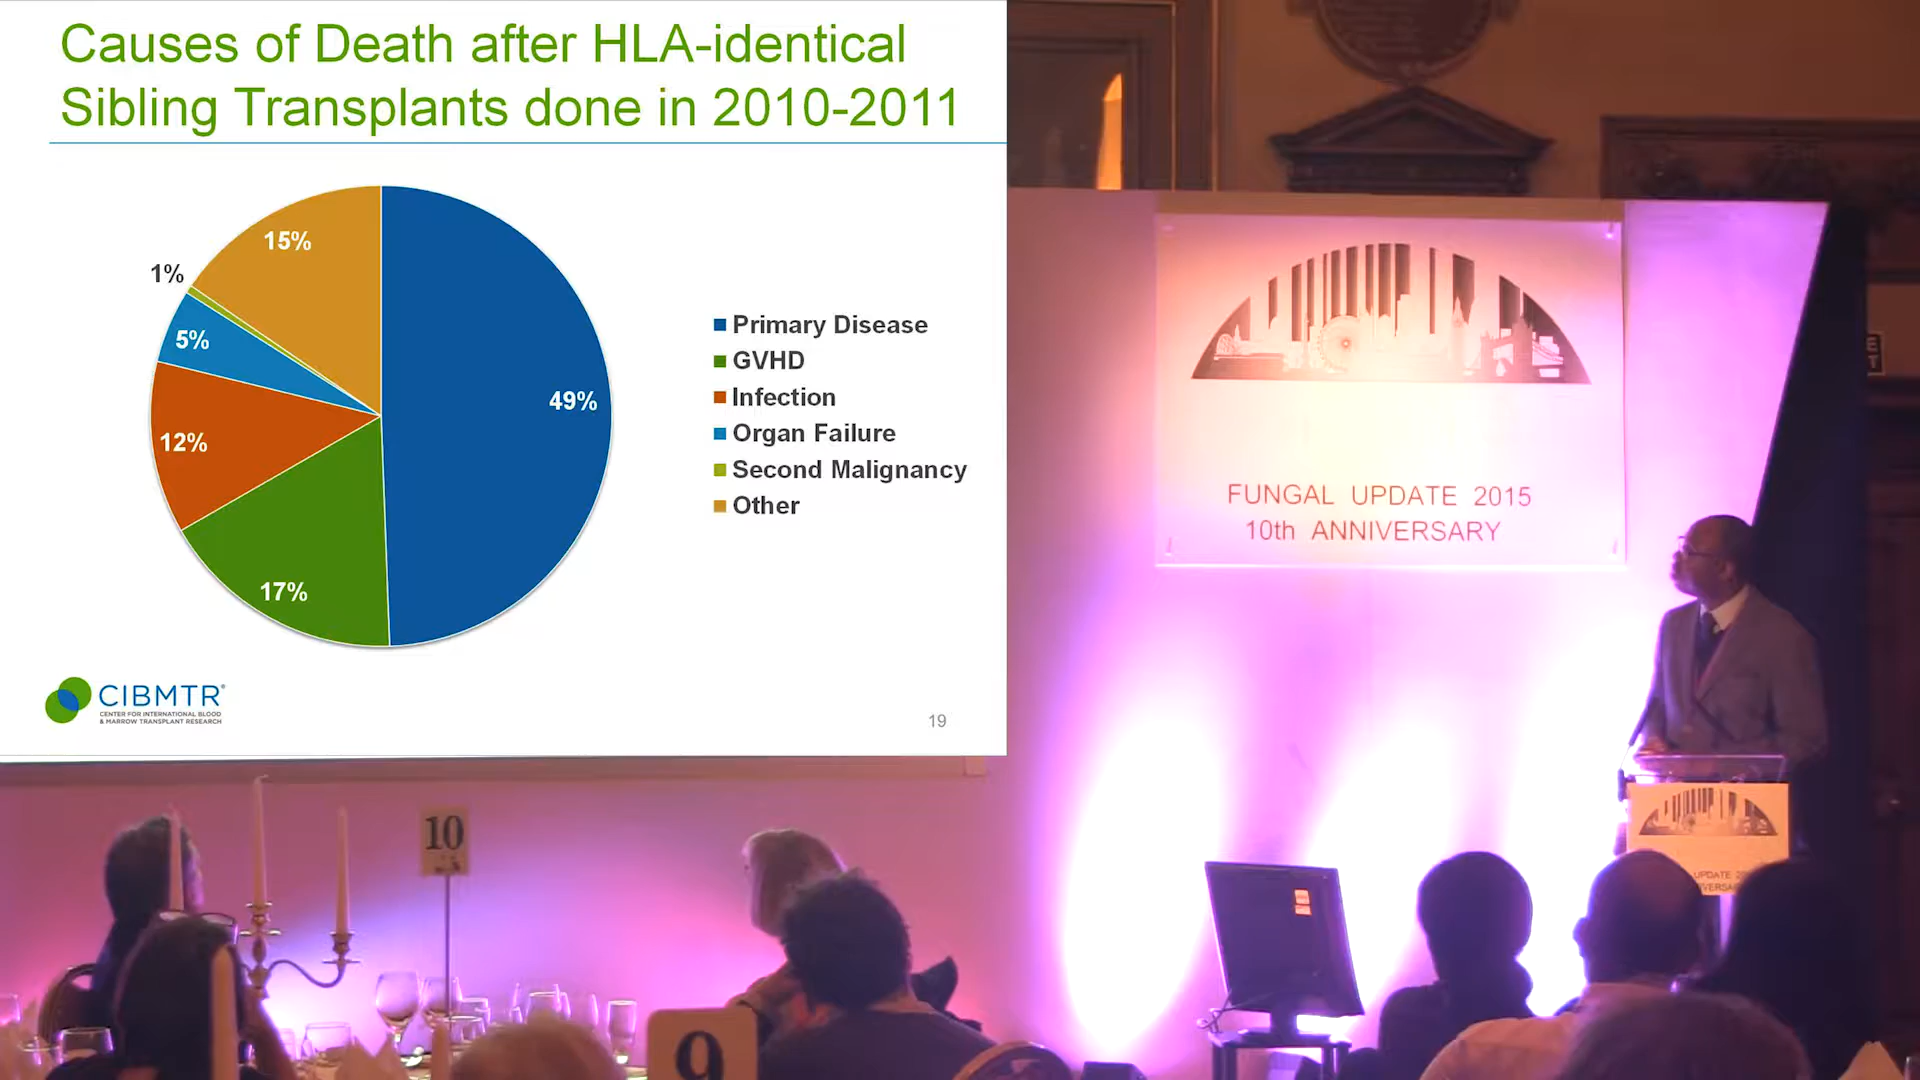 Causes of Death after HLA-identical
Sibling Transplants done in 2010-2011
15%
1%
5%
12%
17%
49%
Primary Disease
GVHD
Infection
Organ Failure
Second Malignancy
Other
CIBMTR®
CENTER FOR INTERNATIONAL BLOOD
& MARROW TRANSPLANT RESEARCH
19
FUNGAL UPDATE 2015
10th ANNIVERSARY
UPDATE 20
10
9